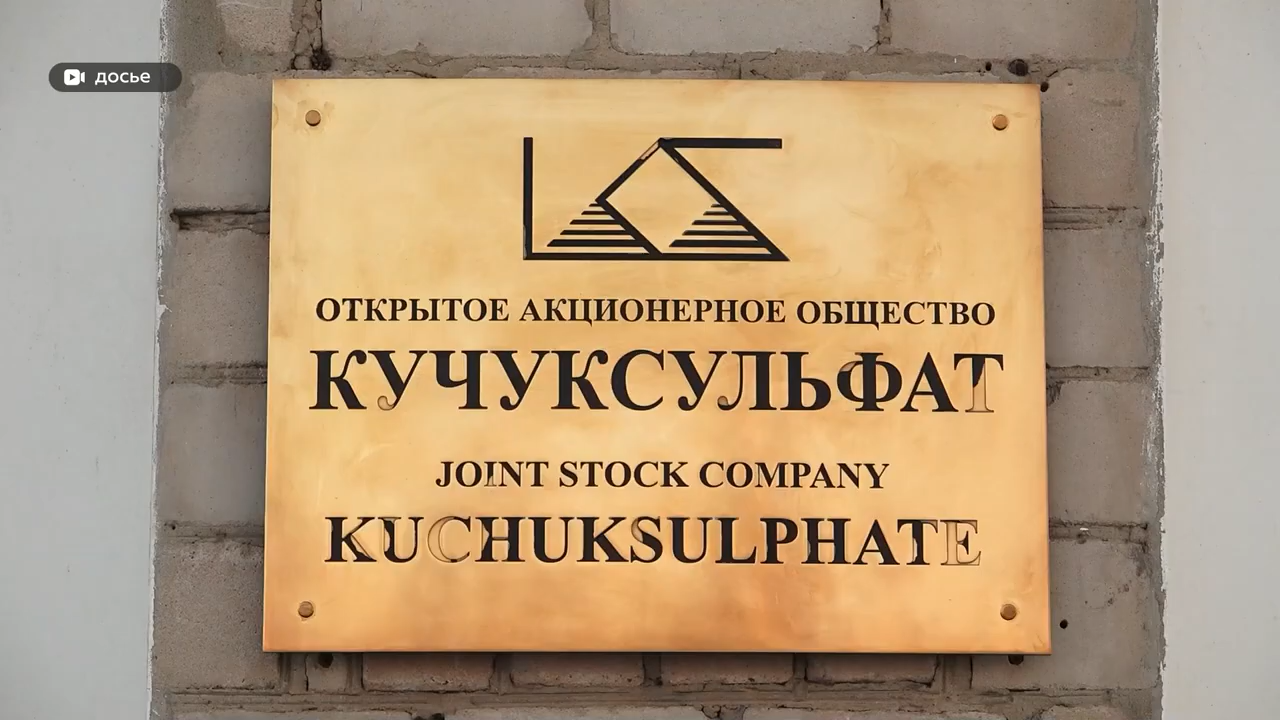 досье
ОТКРЫТОЕ АКЦИОНЕРНОЕ ОБЩЕСТВО
КУЧУКСУЛЬФАТ
JOINT STOCK COMPANY
KUCHUKSULPHATE